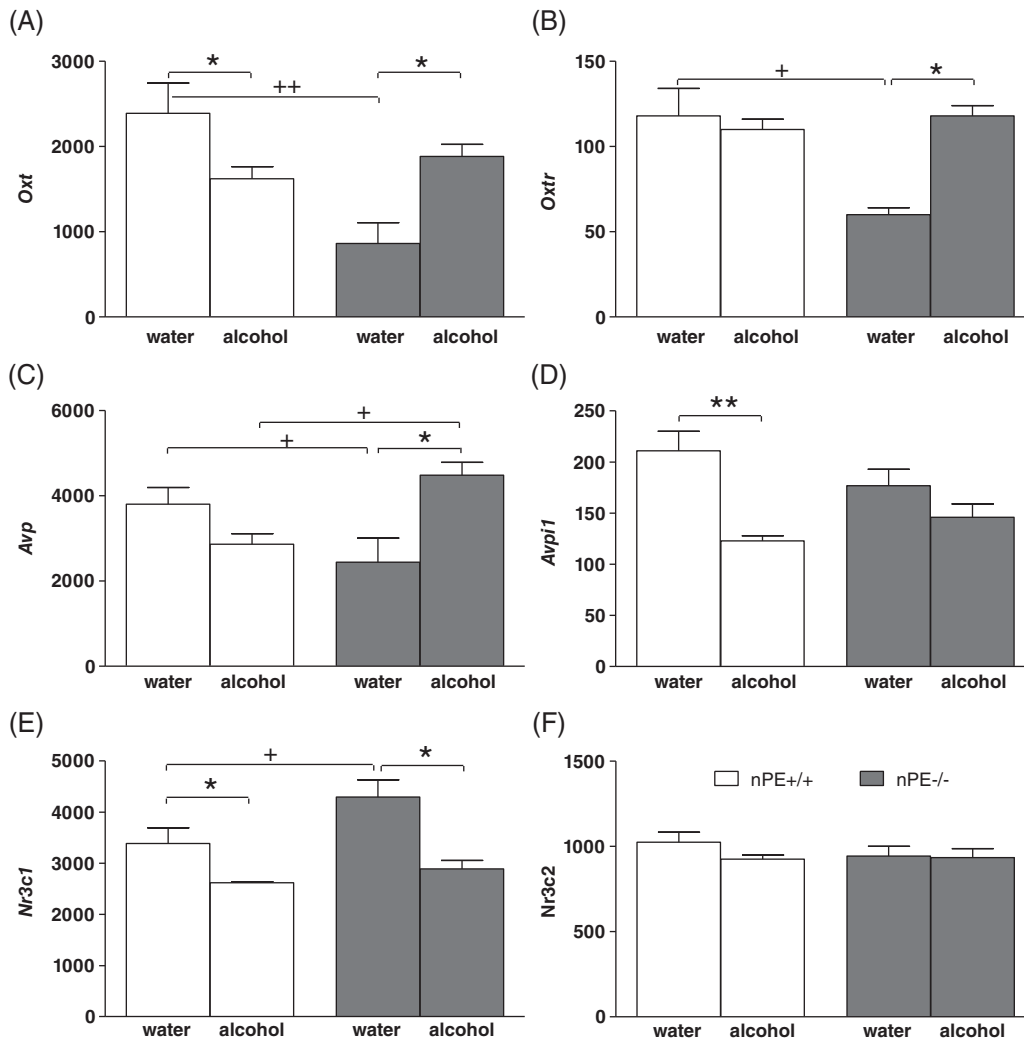 (A)
3000
2000
1000
0
Oxt
*
++
*
water alcohol water alcohol
(B)
150
100
50
0
Oxtr
+
*
water alcohol water alcohol
(C)
6000
4000
2000
0
Avp
+
+
*
water alcohol water alcohol
(D)
250
200
150
100
50
0
Avpi1
**
water alcohol water alcohol
(E)
5000
4000
3000
2000
1000
0
Nr3c1
+
*
*
water alcohol water alcohol
(F)
1500
1000
500
0
Nr3c2
nPE+/+ nPE-/-
water alcohol water alcohol